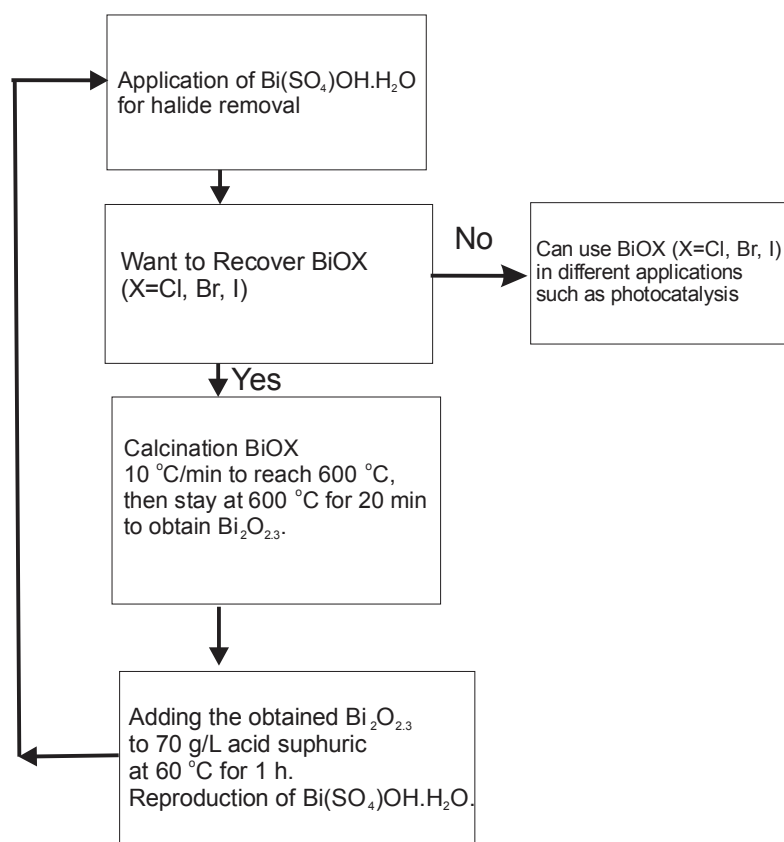 Application of Bi(SO₄)OH.H₂O
for halide removal
Want to Recover BiOX
(X=Cl, Br, I)
No
Can use BiOX (X=Cl, Br, I)
in different applications
such as photocatalysis
Yes
Calcination BiOX
10 °C/min to reach 600 °C,
then stay at 600 °C for 20 min
to obtain Bi₂O₂.₃.
Adding the obtained Bi₂O₂.₃
to 70 g/L acid suphuric
at 60 °C for 1 h.
Reproduction of Bi(SO₄)OH.H₂O.